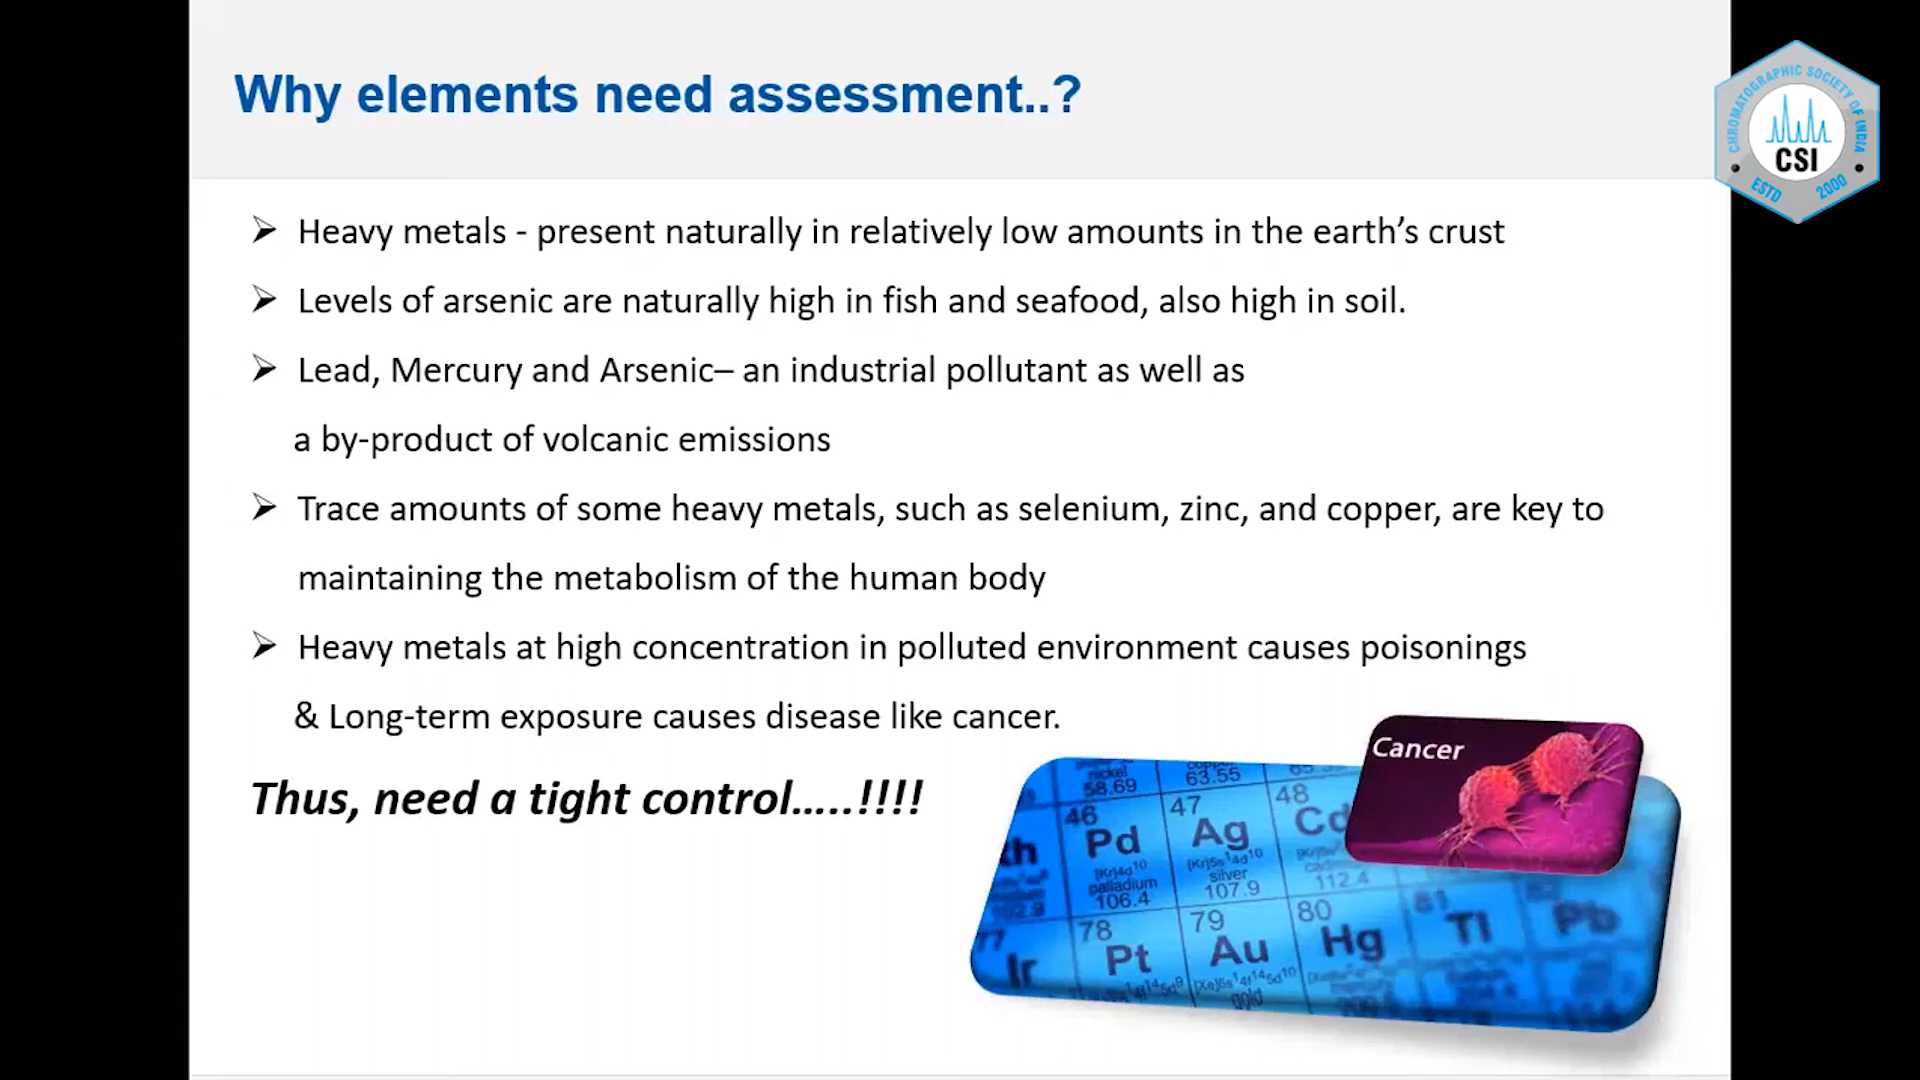 Why elements need assessment..?
CHROMATOGRAPHIC SOCIETY OF INDIA
CSI
ESTD 2000
➢ Heavy metals - present naturally in relatively low amounts in the earth’s crust
➢ Levels of arsenic are naturally high in fish and seafood, also high in soil.
➢ Lead, Mercury and Arsenic– an industrial pollutant as well as
a by-product of volcanic emissions
➢ Trace amounts of some heavy metals, such as selenium, zinc, and copper, are key to
maintaining the metabolism of the human body
➢ Heavy metals at high concentration in polluted environment causes poisonings
& Long-term exposure causes disease like cancer.
Thus, need a tight control…..!!!!
Cancer
nickel copper
58.69 63.55
46 47 48
Pd Ag Cd
[Kr]4d10 [Kr]5s14d10
palladium silver
106.4 107.9 112.4
77 78 79 80 81
Ir Pt Au Hg Tl Pb
[Xe]6s14f145d10
gold